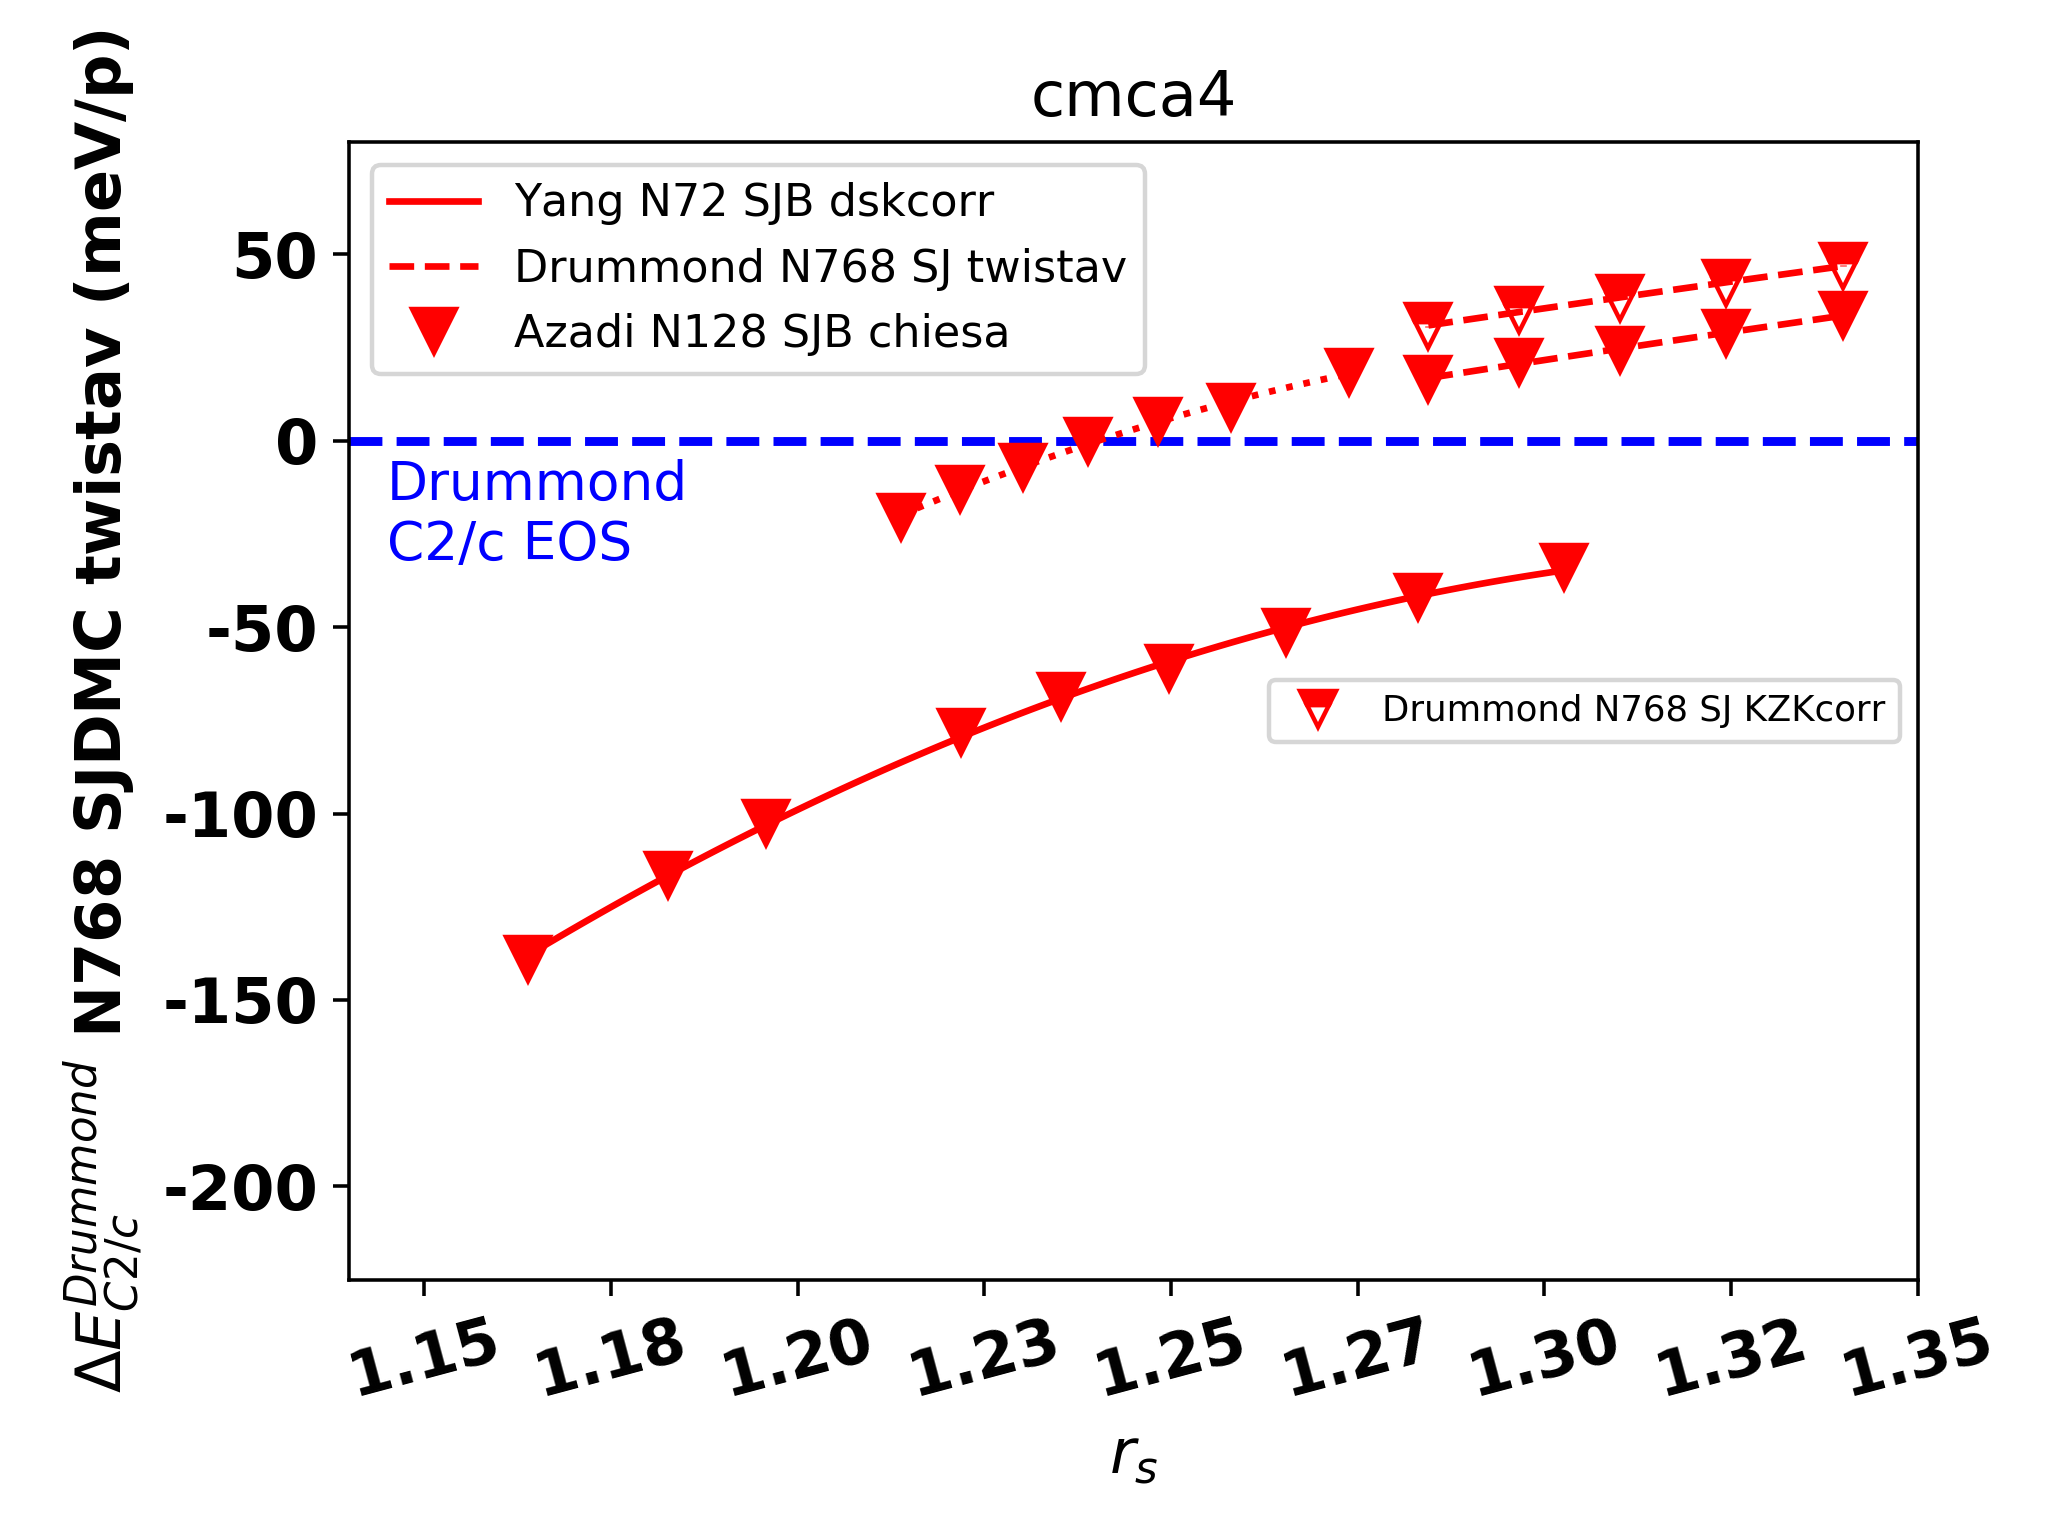 cmca4
Yang N72 SJB dskcorr
Drummond N768 SJ twistav
Azadi N128 SJB chiesa
Drummond
C2/c EOS
Drummond N768 SJ KZKcorr
50
0
-50
-100
-150
-200
1.15
1.18
1.20
1.23
1.25
1.27
1.30
1.32
1.35
r_s
ΔE^{Drummond}_{C2/c} N768 SJDMC twistav (meV/p)